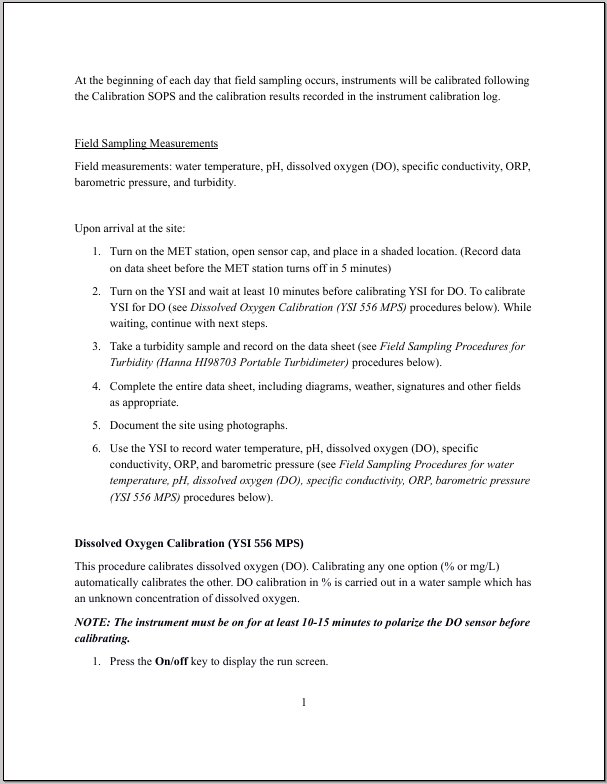 At the beginning of each day that field sampling occurs, instruments will be calibrated following
the Calibration SOPS and the calibration results recorded in the instrument calibration log.
Field Sampling Measurements
Field measurements: water temperature, pH, dissolved oxygen (DO), specific conductivity, ORP,
barometric pressure, and turbidity.
Upon arrival at the site:
1. Turn on the MET station, open sensor cap, and place in a shaded location. (Record data
on data sheet before the MET station turns off in 5 minutes)
2. Turn on the YSI and wait at least 10 minutes before calibrating YSI for DO. To calibrate
YSI for DO (see Dissolved Oxygen Calibration (YSI 556 MPS) procedures below). While
waiting, continue with next steps.
3. Take a turbidity sample and record on the data sheet (see Field Sampling Procedures for
Turbidity (Hanna HI98703 Portable Turbidimeter) procedures below).
4. Complete the entire data sheet, including diagrams, weather, signatures and other fields
as appropriate.
5. Document the site using photographs.
6. Use the YSI to record water temperature, pH, dissolved oxygen (DO), specific
conductivity, ORP, and barometric pressure (see Field Sampling Procedures for water
temperature, pH, dissolved oxygen (DO), specific conductivity, ORP, barometric pressure
(YSI 556 MPS) procedures below).
Dissolved Oxygen Calibration (YSI 556 MPS)
This procedure calibrates dissolved oxygen (DO). Calibrating any one option (% or mg/L)
automatically calibrates the other. DO calibration in % is carried out in a water sample which has
an unknown concentration of dissolved oxygen.
NOTE: The instrument must be on for at least 10-15 minutes to polarize the DO sensor before
calibrating.
1. Press the On/off key to display the run screen.
1